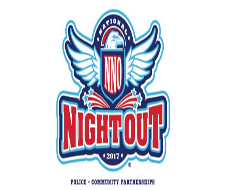 NATIONAL
NNO
NIGHT OUT
2017
®
POLICE - COMMUNITY PARTNERSHIPS